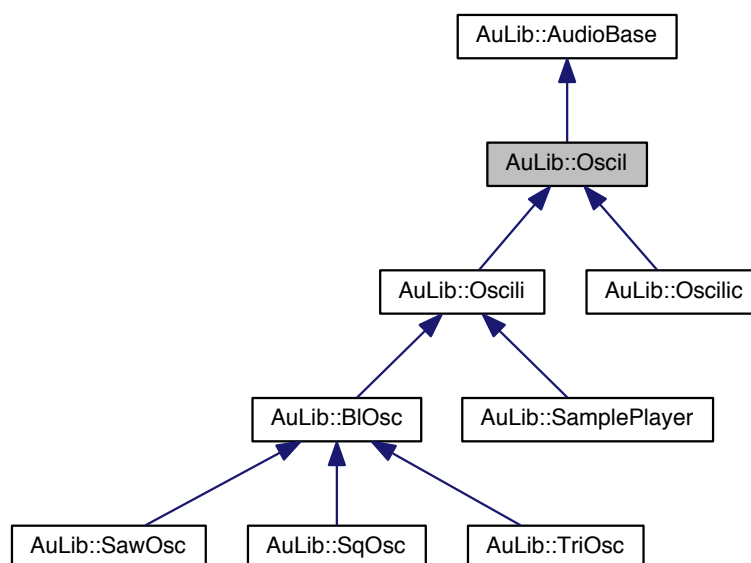 AuLib::AudioBase
AuLib::Oscil
AuLib::Oscili
AuLib::Oscilic
AuLib::BlOsc
AuLib::SamplePlayer
AuLib::SawOsc
AuLib::SqOsc
AuLib::TriOsc